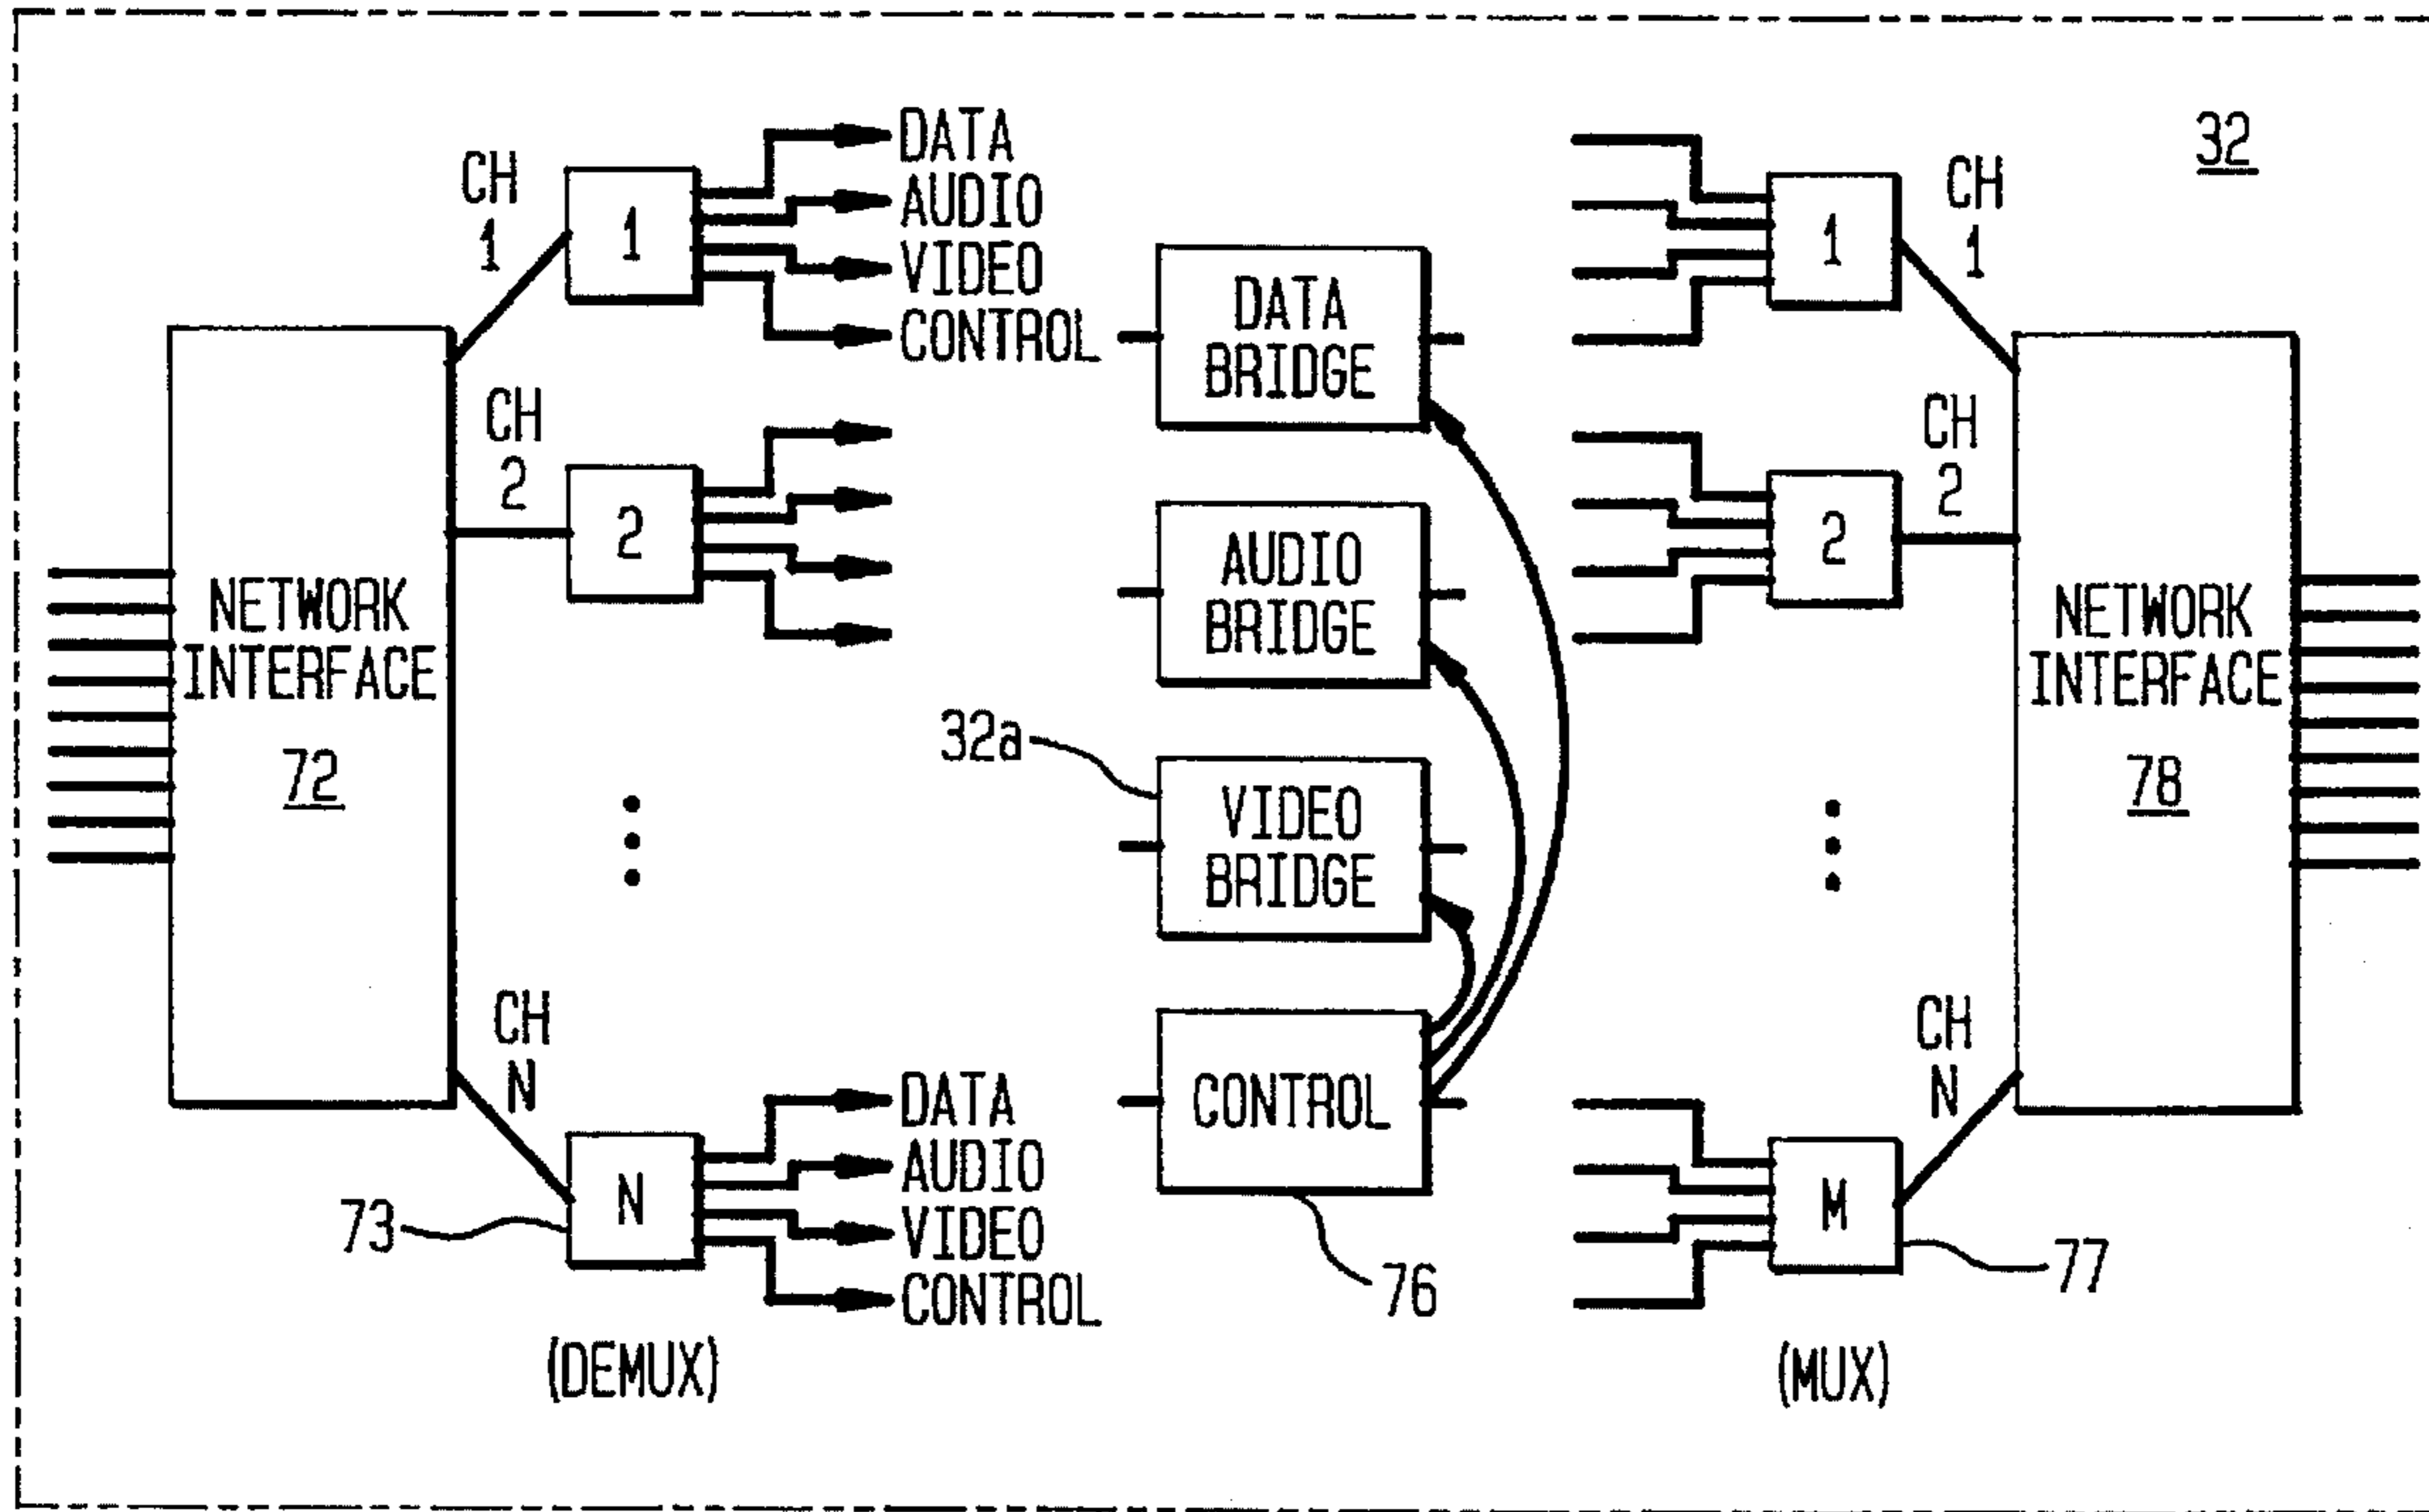 32
CH
1
1
DATA
AUDIO
VIDEO
CONTROL
CH
2
2
NETWORK
INTERFACE
72
CH
N
N
73
DATA
AUDIO
VIDEO
CONTROL
(DEMUX)
DATA
BRIDGE
AUDIO
BRIDGE
32a
VIDEO
BRIDGE
CONTROL
76
1
CH
1
2
CH
2
NETWORK
INTERFACE
78
CH
N
M
77
(MUX)